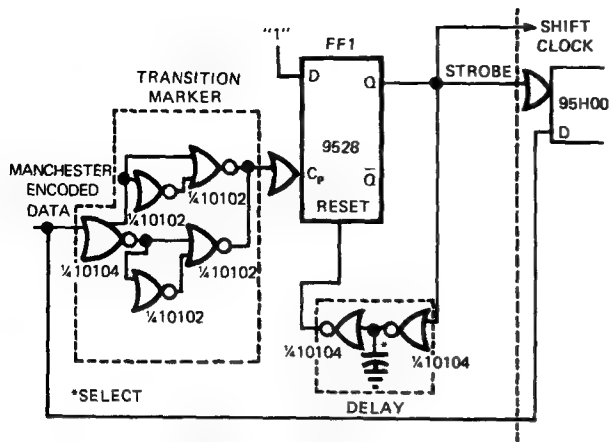 "1"
FF1
SHIFT
CLOCK
TRANSITION
MARKER
D
Q
STROBE
95H00
D
9528
MANCHESTER
ENCODED
DATA
¼10102
¼10102
CP
Q̅
RESET
¼10104
¼10102
¼10102
¼10104
*
¼10104
*SELECT
DELAY